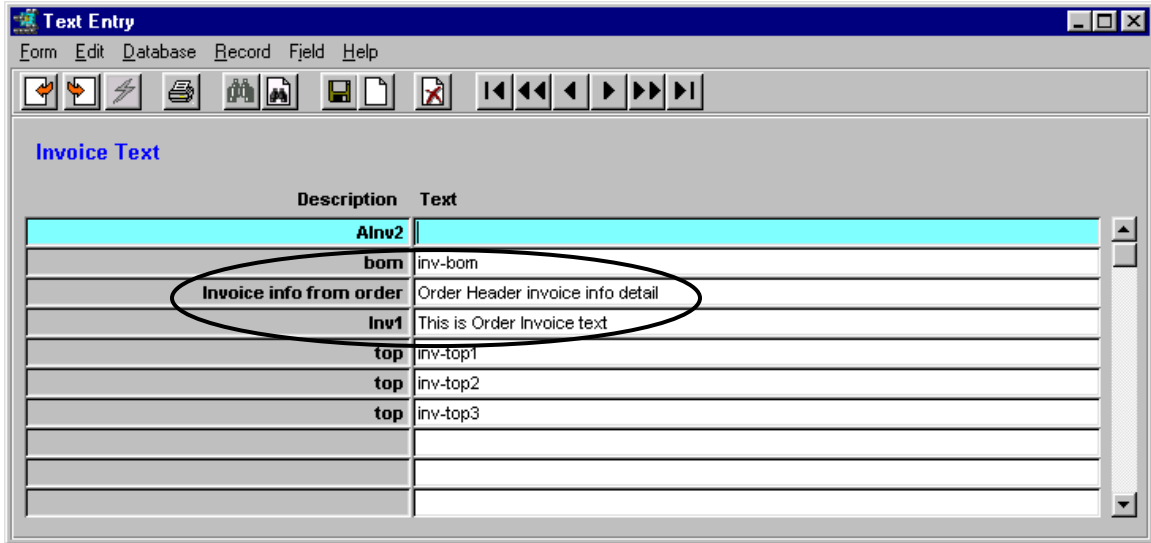 Text Entry
Form Edit Database Record Field Help
Invoice Text
Description Text
AInv2
bom inv-bom
Invoice info from order Order Header invoice info detail
Inv1 This is Order Invoice text
top inv-top1
top inv-top2
top inv-top3